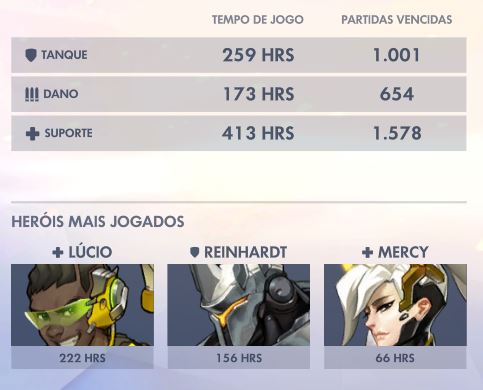 TEMPO DE JOGO PARTIDAS VENCIDAS
TANQUE 259 HRS 1.001
DANO 173 HRS 654
SUPORTE 413 HRS 1.578
HERÓIS MAIS JOGADOS
LÚCIO REINHARDT MERCY
222 HRS 156 HRS 66 HRS